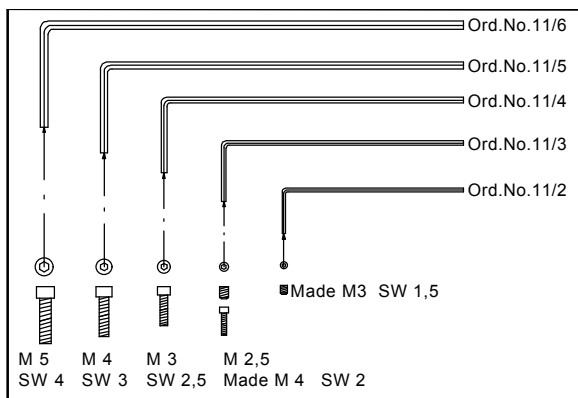 Ord.No.11/6
Ord.No.11/5
Ord.No.11/4
Ord.No.11/3
Ord.No.11/2
Made M3 SW 1,5
M 5 M 4 M 3 M 2,5
SW 4 SW 3 SW 2,5 Made M 4 SW 2